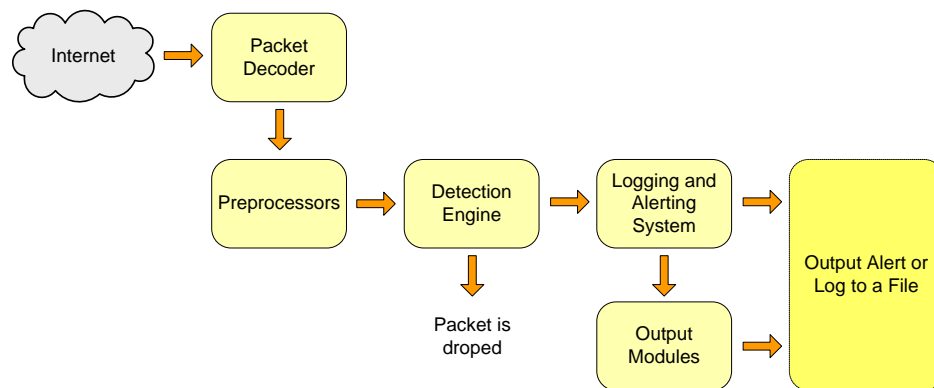 Internet
Packet
Decoder
Preprocessors
Detection
Engine
Logging and
Alerting
System
Output Alert or
Log to a File
Packet is
droped
Output
Modules